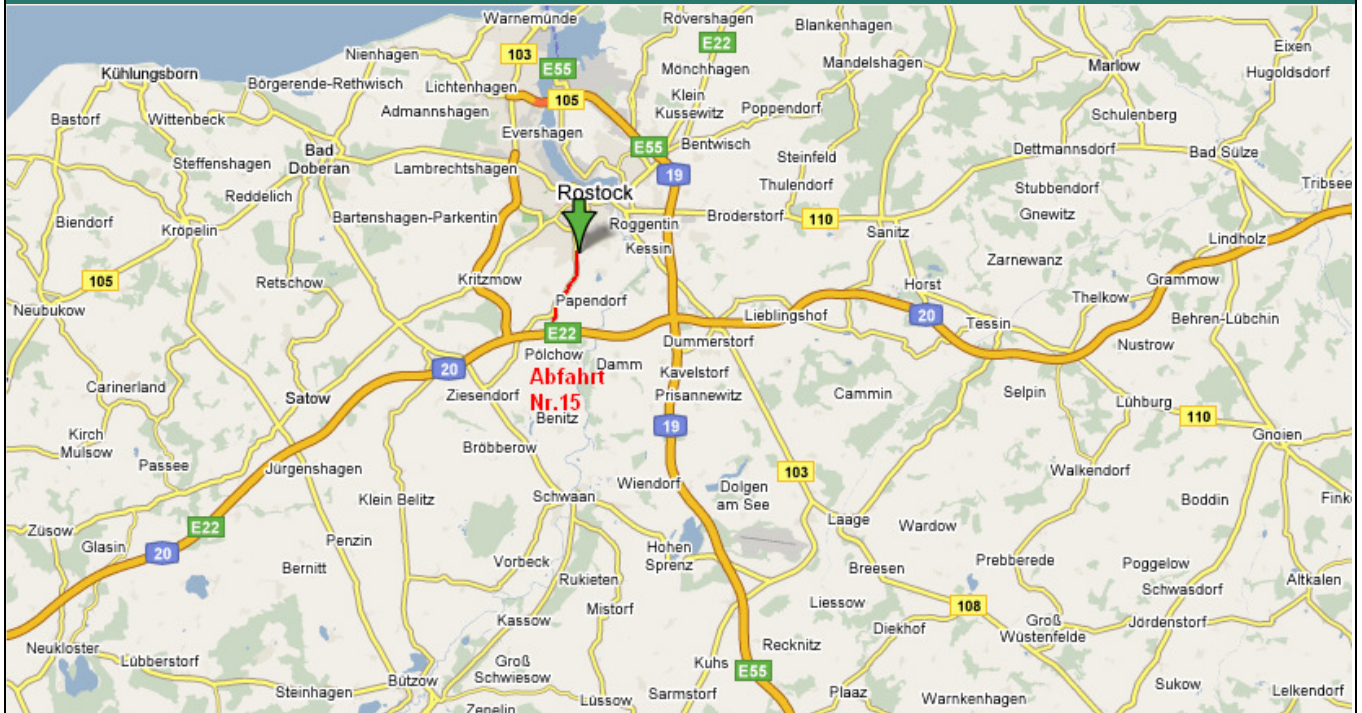 Warnemünde
Rövershagen
Blankenhagen
E22
Eixen
Nienhagen
103
E55
Mönchhagen
Mandelshagen
Marlow
Hugoldsdorf
Kühlungsborn
Börgerende-Rethwisch
Lichtenhagen
105
Klein
Kussewitz
Poppendorf
Admannshagen
Schulenberg
Bastorf
Wittenbeck
Evershagen
E55
Bentwisch
Bad
Doberan
Steffenshagen
Lambrechtshagen
19
Steinfeld
Dettmannsdorf
Bad Sülze
Reddelich
Rostock
Thulendorf
Stubbendorf
Tribsee
Biendorf
Kröpelin
Bartenshagen-Parkentin
Roggentin
Broderstorf
110
Gnewitz
Sanitz
Kessin
Lindholz
Zarnewanz
105
Retschow
Kritzmow
Horst
Grammow
Neubukow
Papendorf
Thelkow
Lieblingshof
20
Tessin
Behren-Lübchin
E22
Dummerstorf
Nustrow
Pölchow
20
Damm
Kavelstorf
Abfahrt
Nr.15
Carinerland
Satow
Ziesendorf
Prisannewitz
Cammin
Selpin
Lühburg
Benitz
19
110
Kirch
Mulsow
Bröbberow
Gnoien
Passee
Jürgenshagen
103
Walkendorf
Klein Belitz
Schwaan
Wiendorf
Dolgen
am See
Boddin
Fink
Züsow
E22
Laage
Wardow
Glasin
20
Penzin
Hohen
Sprenz
Bernitt
Vorbeck
Rukieten
Breesen
Prebberede
Poggelow
Altkalen
Schwasdorf
Mistorf
Liessow
108
Kassow
Diekhof
Groß
Wüstenfelde
Jördenstorf
Neukloster
Lübberstorf
Recknitz
Groß
Schwiesow
Kuhs
E55
Bützow
Steinhagen
Sarmstorf
Plaaz
Warnkenhagen
Sukow
Lelkendorf
Lüssow
Zepelin